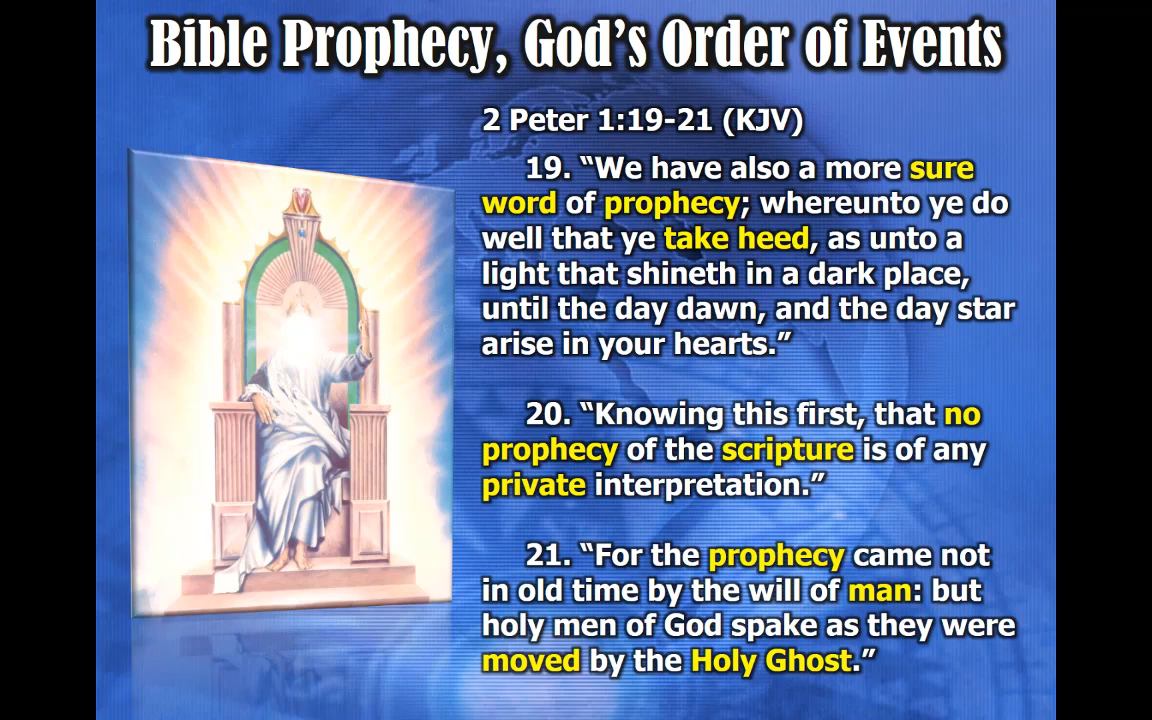 Bible Prophecy, God's Order of Events
2 Peter 1:19-21 (KJV)
19. “We have also a more sure
word of prophecy; whereunto ye do
well that ye take heed, as unto a
light that shineth in a dark place,
until the day dawn, and the day star
arise in your hearts.”
20. “Knowing this first, that no
prophecy of the scripture is of any
private interpretation.”
21. “For the prophecy came not
in old time by the will of man: but
holy men of God spake as they were
moved by the Holy Ghost.”